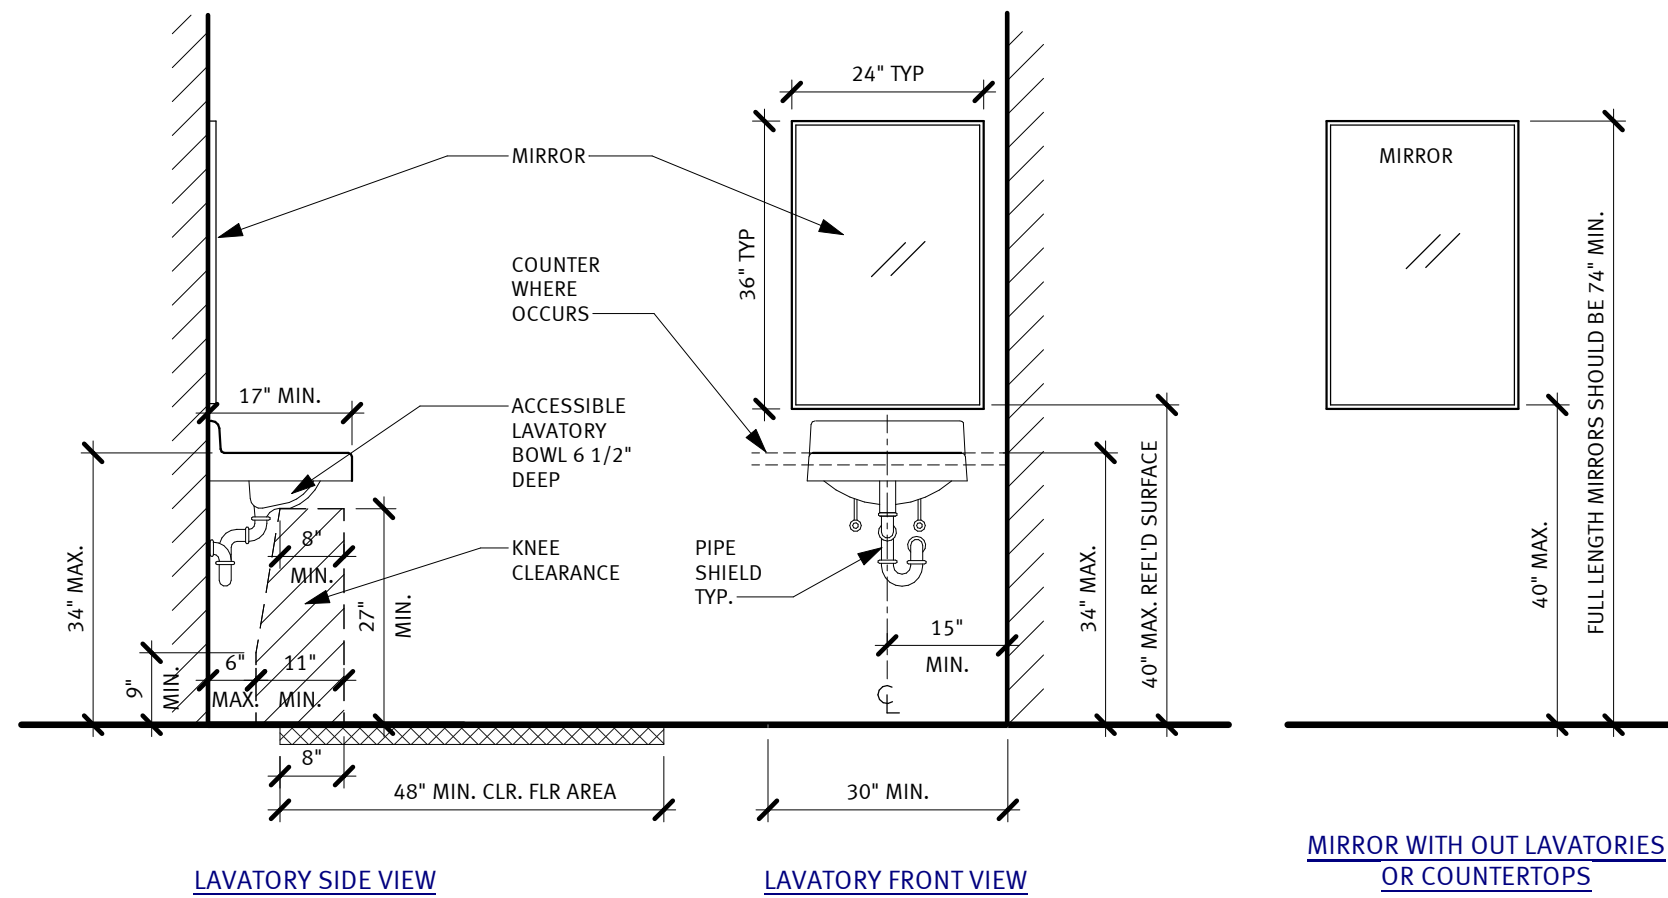 24" TYP
MIRROR
36" TYP
COUNTER
WHERE
OCCURS
17" MIN.
ACCESSIBLE
LAVATORY
BOWL 6 1/2"
DEEP
8"
MIN.
KNEE
CLEARANCE
27"
MIN.
34" MAX.
9"
MIN.
6"
MAX.
11"
MIN.
8"
48" MIN. CLR. FLR AREA
LAVATORY SIDE VIEW
PIPE
SHIELD
TYP.
15"
MIN.
CL
34" MAX.
40" MAX. REFL'D SURFACE
30" MIN.
LAVATORY FRONT VIEW
MIRROR
40" MAX.
FULL LENGTH MIRRORS SHOULD BE 74" MIN.
MIRROR WITH OUT LAVATORIES
OR COUNTERTOPS